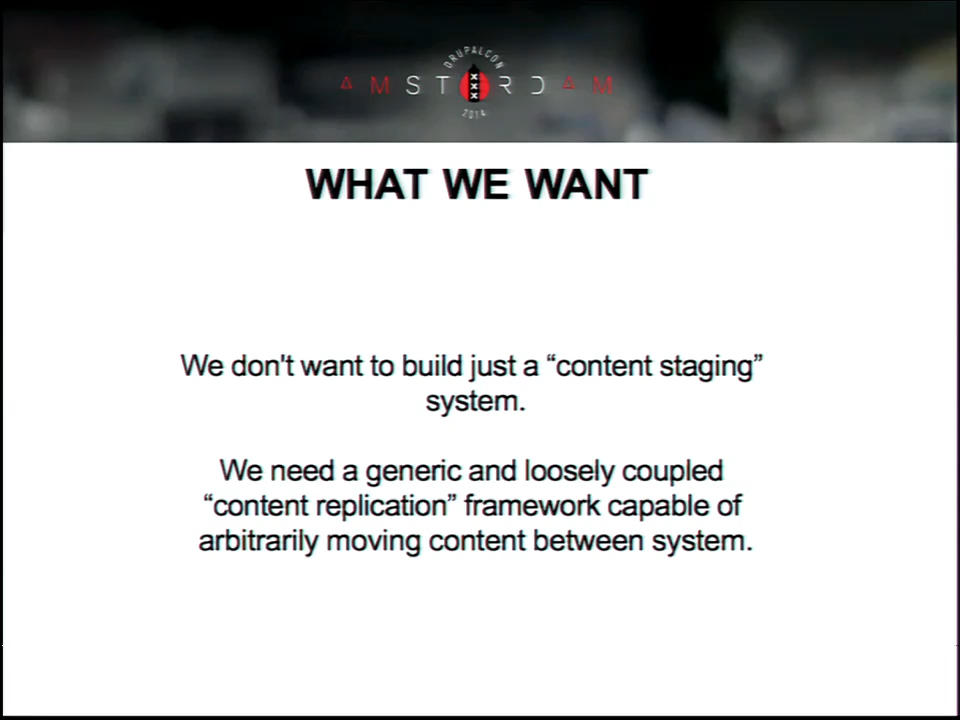 DRUPALCON
AMSTERDAM
2014
WHAT WE WANT
We don't want to build just a “content staging”
system.
We need a generic and loosely coupled
“content replication” framework capable of
arbitrarily moving content between system.